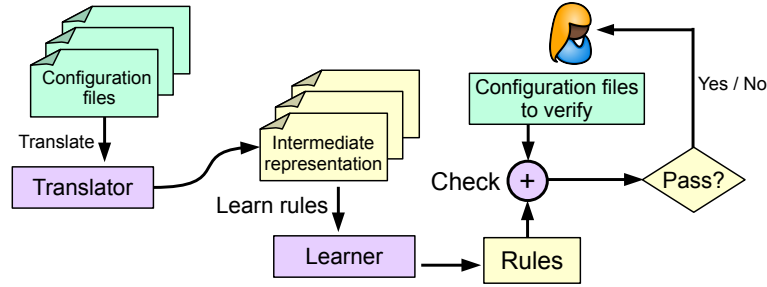 Configuration
files
Translate
Translator
Intermediate
representation
Learn rules
Learner
Rules
Configuration files
to verify
Check
+
Pass?
Yes / No